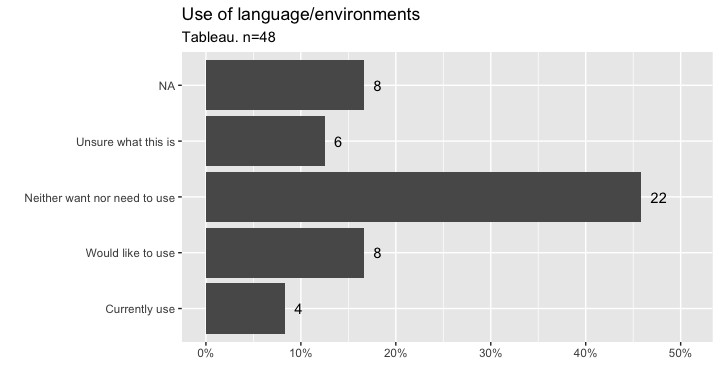 Use of language/environments
Tableau. n=48
NA 8
Unsure what this is 6
Neither want nor need to use 22
Would like to use 8
Currently use 4
0% 10% 20% 30% 40% 50%